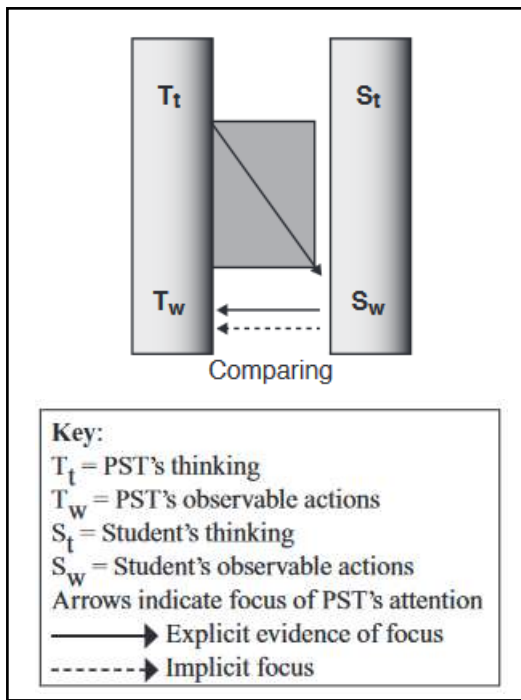 Tt St
Tw Sw
Comparing
Key:
Tt = PST's thinking
Tw = PST's observable actions
St = Student's thinking
Sw = Student's observable actions
Arrows indicate focus of PST's attention
Explicit evidence of focus
Implicit focus